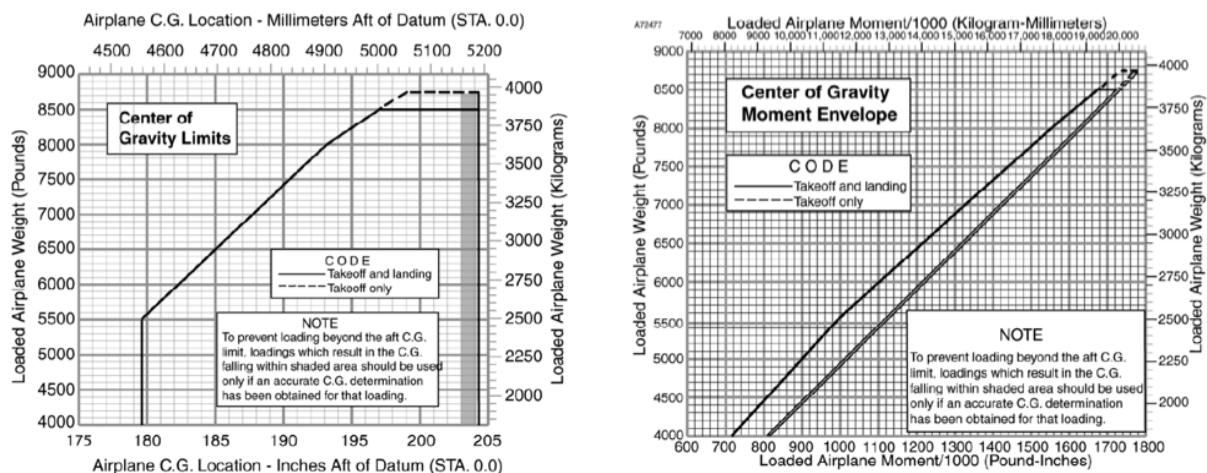 Airplane C.G. Location - Millimeters Aft of Datum (STA. 0.0)
4500 4600 4700 4800 4900 5000 5100 5200
9000
8500
8000
7500
7000
6500
6000
5500
5000
4500
4000
Loaded Airplane Weight (Pounds)
Center of
Gravity Limits
CODE
Takeoff and landing
Takeoff only
NOTE
To prevent loading beyond the aft C.G.
limit, loadings which result in the C.G.
falling within shaded area should be used
only if an accurate C.G. determination
has been obtained for that loading.
4000
3750
3500
3250
3000
2750
2500
2250
2000
Loaded Airplane Weight (Kilograms)
175 180 185 190 195 200 205
Airplane C.G. Location - Inches Aft of Datum (STA. 0.0)
A72477
Loaded Airplane Moment/1000 (Kilogram-Millimeters)
7000 8000 9000 10,000 11,000 12,000 13,000 14,000 15,000 16,000 17,000 18,000 19,000 20,000
9000
8500
8000
7500
7000
6500
6000
5500
5000
4500
4000
Loaded Airplane Weight (Pounds)
Center of Gravity
Moment Envelope
CODE
Takeoff and landing
Takeoff only
NOTE
To prevent loading beyond the aft C.G.
limit, loadings which result in the C.G.
falling within shaded area should be used
only if an accurate C.G. determination
has been obtained for that loading.
4000
3750
3500
3250
3000
2750
2500
2250
2000
Loaded Airplane Weight (Kilograms)
600 700 800 900 1000 1100 1200 1300 1400 1500 1600 1700 1800
Loaded Airplane Moment/1000 (Pound-Inches)